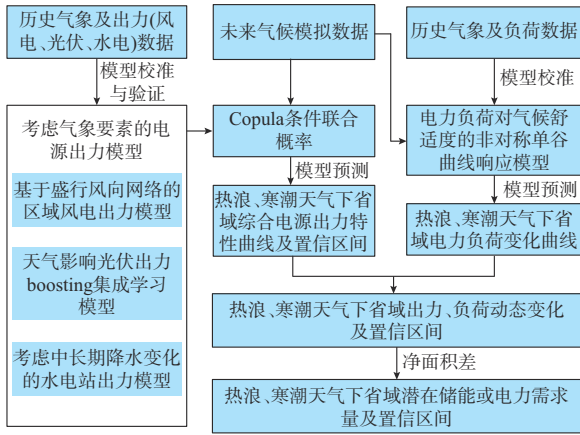 历史气象及出力(风
电、光伏、水电)数据
模型校准
与验证
考虑气象要素的电
源出力模型
基于盛行风向网络的
区域风电出力模型
天气影响光伏出力
boosting集成学习
模型
考虑中长期降水变化
的水电站出力模型
未来气候模拟数据
Copula条件联合
概率
模型预测
热浪、寒潮天气下省
域综合电源出力特
性曲线及置信区间
历史气象及负荷数据
模型校准
电力负荷对气候舒
适度的非对称单谷
曲线响应模型
模型预测
热浪、寒潮天气下省
域电力负荷变化曲线
热浪、寒潮天气下省域出力、负荷动态变化
及置信区间
净面积差
热浪、寒潮天气下省域潜在储能或电力需求
量及置信区间